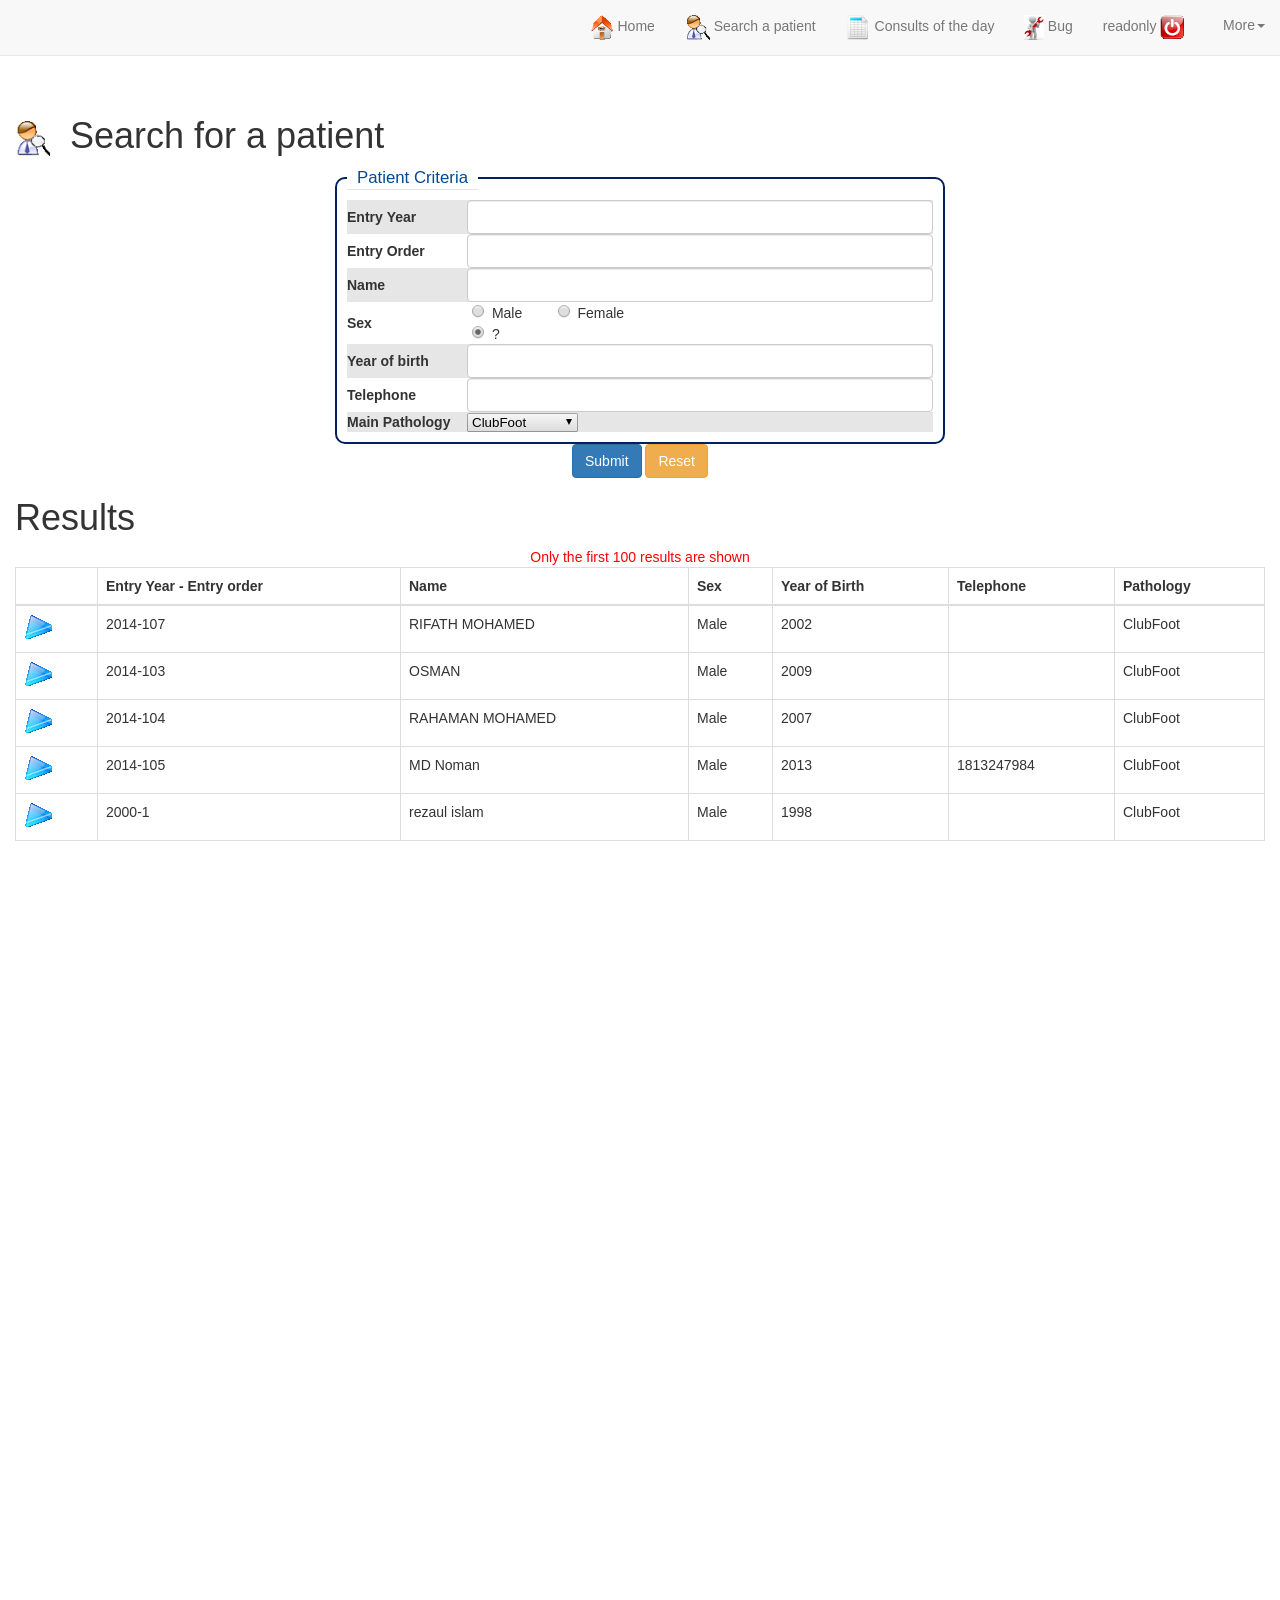 Home Search a patient Consults of the day Bug readonly More
Search for a patient
Patient Criteria
Entry Year
Entry Order
Name
Sex Male Female
?
Year of birth
Telephone
Main Pathology ClubFoot
Submit Reset
Results
Only the first 100 results are shown
Entry Year - Entry order Name Sex Year of Birth Telephone Pathology
2014-107 RIFATH MOHAMED Male 2002 ClubFoot
2014-103 OSMAN Male 2009 ClubFoot
2014-104 RAHAMAN MOHAMED Male 2007 ClubFoot
2014-105 MD Noman Male 2013 1813247984 ClubFoot
2000-1 rezaul islam Male 1998 ClubFoot